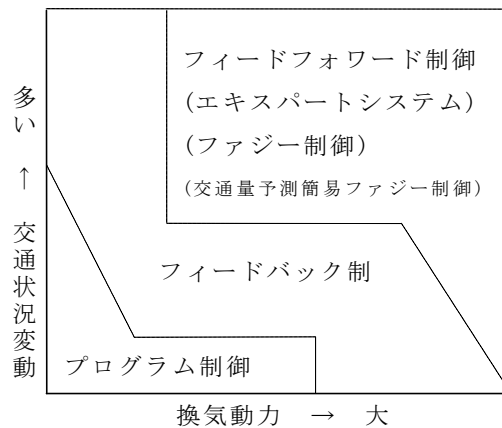 フィードフォワード制御
(エキスパートシステム)
(ファジー制御)
(交通量予測簡易ファジー制御)
フィードバック制
プログラム制御
交通状況変動 → 多い
換気動力 → 大